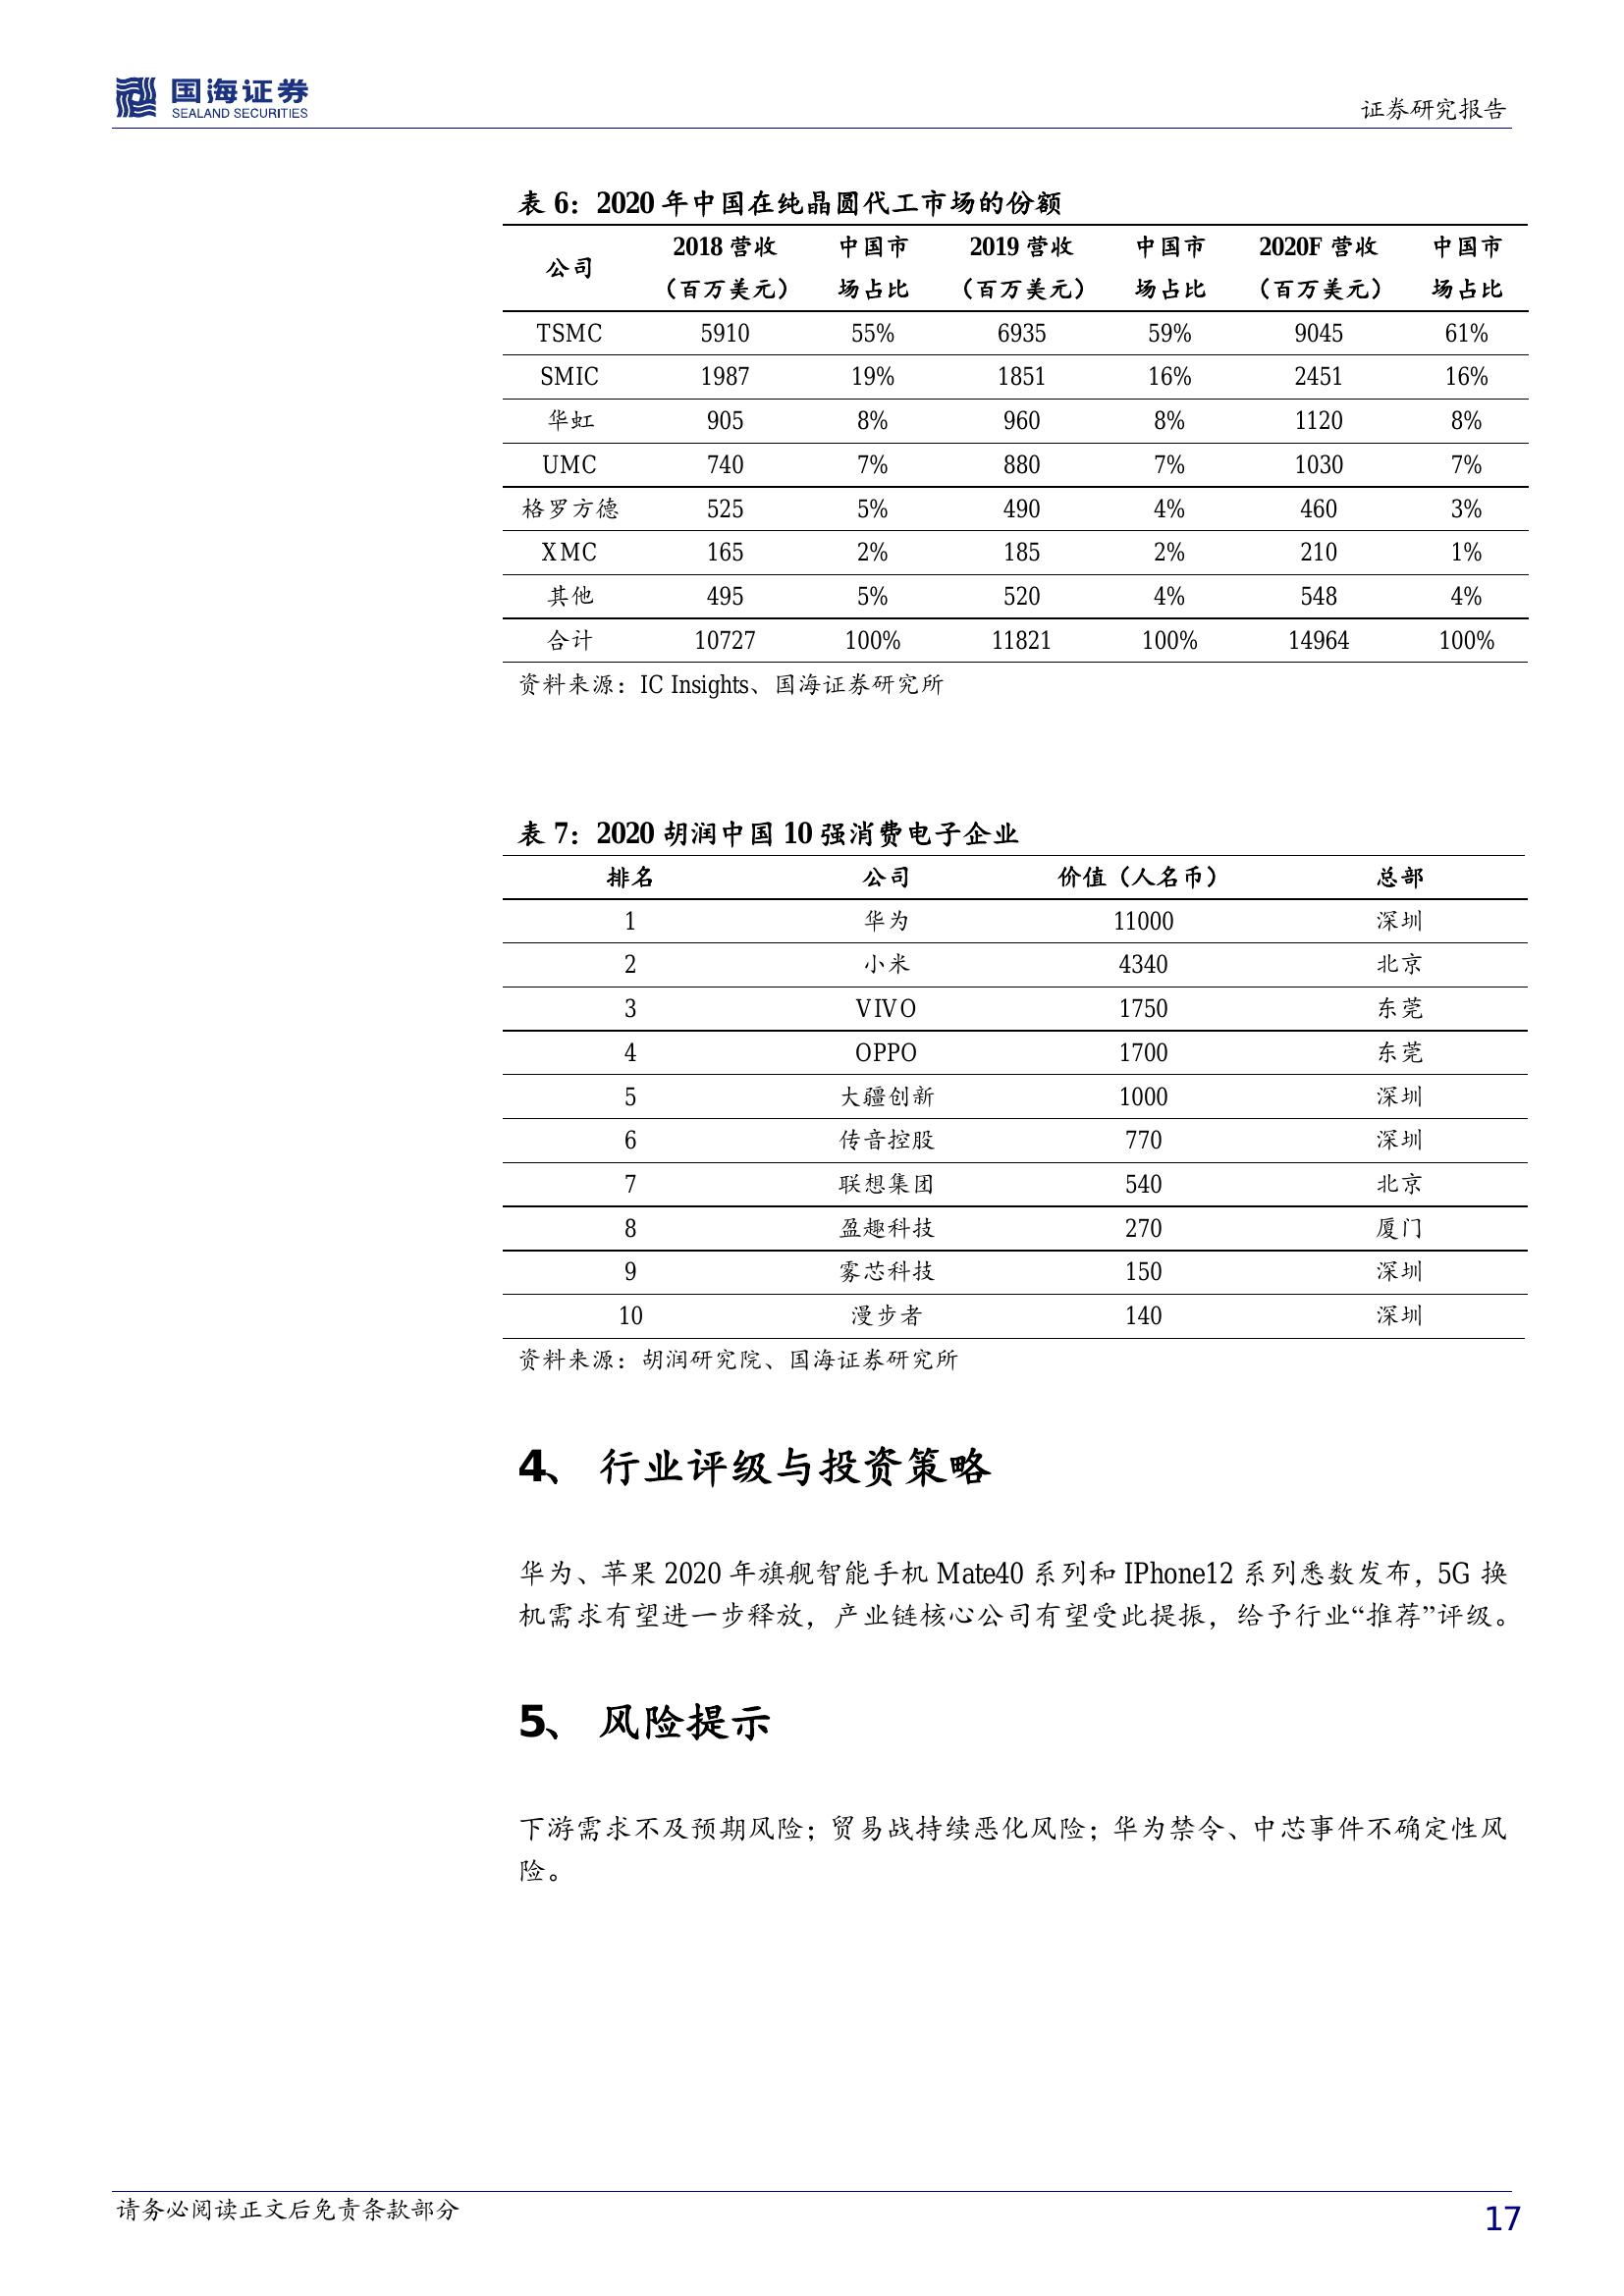 国海证券
SEALAND SECURITIES
证券研究报告
表 6：2020 年中国在纯晶圆代工市场的份额
公司 2018 营收（百万美元） 中国市场占比 2019 营收（百万美元） 中国市场占比 2020F 营收（百万美元） 中国市场占比
TSMC 5910 55% 6935 59% 9045 61%
SMIC 1987 19% 1851 16% 2451 16%
华虹 905 8% 960 8% 1120 8%
UMC 740 7% 880 7% 1030 7%
格罗方德 525 5% 490 4% 460 3%
XMC 165 2% 185 2% 210 1%
其他 495 5% 520 4% 548 4%
合计 10727 100% 11821 100% 14964 100%
资料来源：IC Insights、国海证券研究所
表 7：2020 胡润中国 10 强消费电子企业
排名 公司 价值（人名币） 总部
1 华为 11000 深圳
2 小米 4340 北京
3 VIVO 1750 东莞
4 OPPO 1700 东莞
5 大疆创新 1000 深圳
6 传音控股 770 深圳
7 联想集团 540 北京
8 盈趣科技 270 厦门
9 雾芯科技 150 深圳
10 漫步者 140 深圳
资料来源：胡润研究院、国海证券研究所
4、 行业评级与投资策略
华为、苹果 2020 年旗舰智能手机 Mate40 系列和 IPhone12 系列悉数发布，5G 换
机需求有望进一步释放，产业链核心公司有望受此提振，给予行业“推荐”评级。
5、 风险提示
下游需求不及预期风险；贸易战持续恶化风险；华为禁令、中芯事件不确定性风
险。
请务必阅读正文后免责条款部分
17